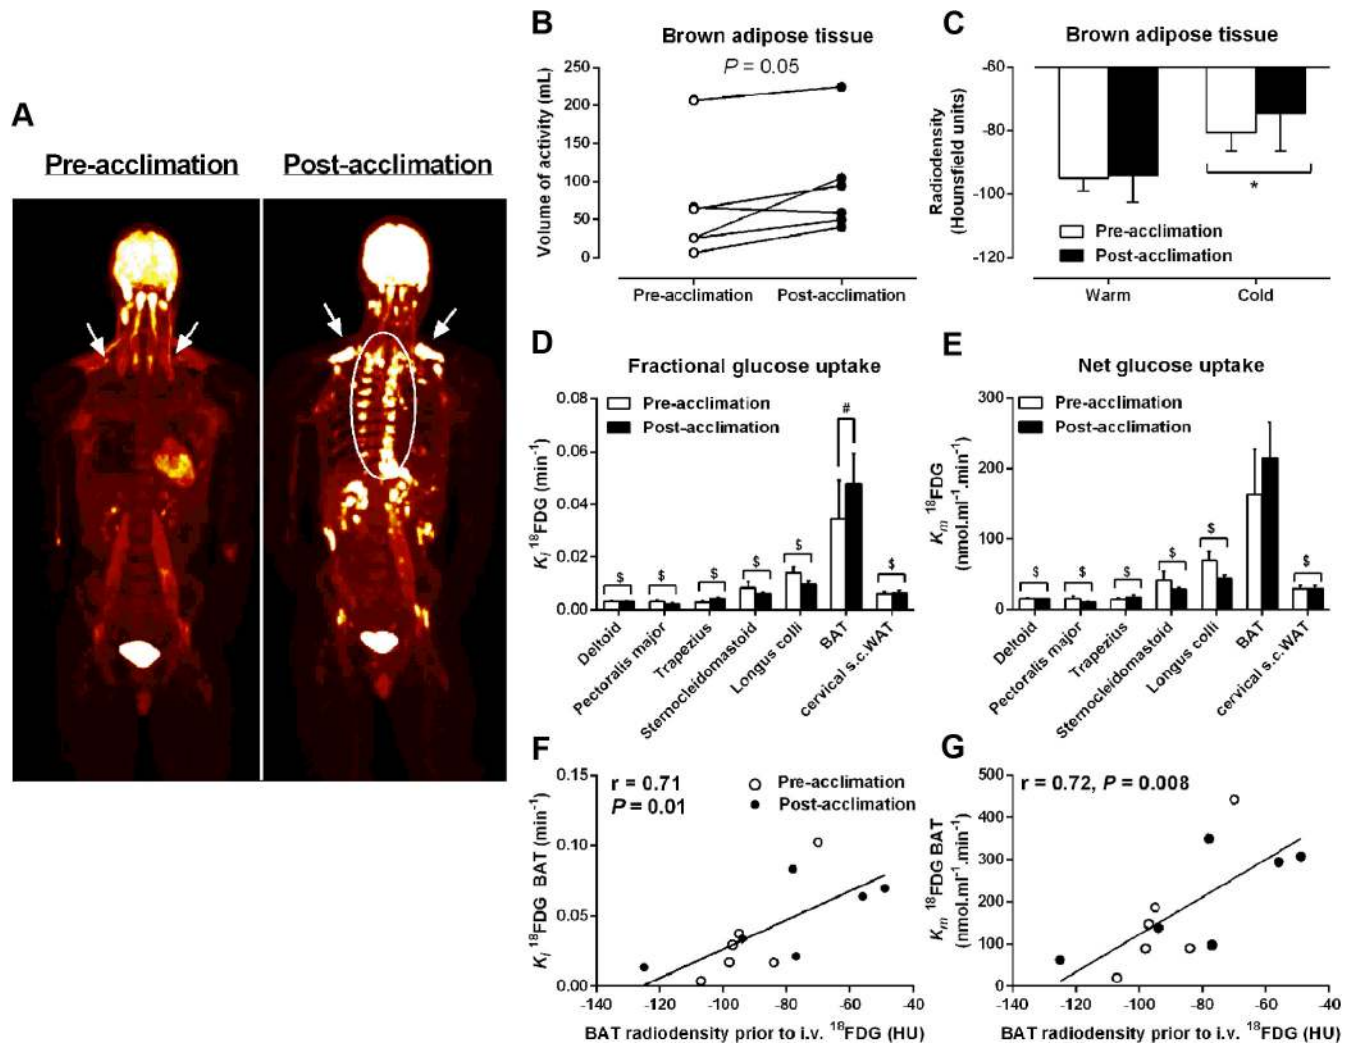 A
Pre-acclimation
Post-acclimation
B
Brown adipose tissue
P = 0.05
Volume of activity (mL)
250
200
150
100
50
0
Pre-acclimation
Post-acclimation
C
Brown adipose tissue
Radiodensity
(Hounsfield units)
-60
-80
-100
-120
*
Pre-acclimation
Post-acclimation
Warm
Cold
D
Fractional glucose uptake
Pre-acclimation
Post-acclimation
Ki 18FDG (min-1)
0.08
0.06
0.04
0.02
0.00
$
$
$
$
$
#
$
Deltoid
Pectoralis major
Trapezius
Sternocleidomastoid
Longus colli
BAT
cervical s.c.WAT
E
Net glucose uptake
Pre-acclimation
Post-acclimation
Km 18FDG
(nmol.ml-1.min-1)
300
200
100
0
$
$
$
$
$
$
Deltoid
Pectoralis major
Trapezius
Sternocleidomastoid
Longus colli
BAT
cervical s.c.WAT
F
r = 0.71
P = 0.01
Pre-acclimation
Post-acclimation
Ki 18FDG BAT (min-1)
0.15
0.10
0.05
0.00
-140
-120
-100
-80
-60
-40
BAT radiodensity prior to i.v. 18FDG (HU)
G
r = 0.72, P = 0.008
Km 18FDG BAT
(nmol.ml-1.min-1)
500
400
300
200
100
0
-140
-120
-100
-80
-60
-40
BAT radiodensity prior to i.v. 18FDG (HU)